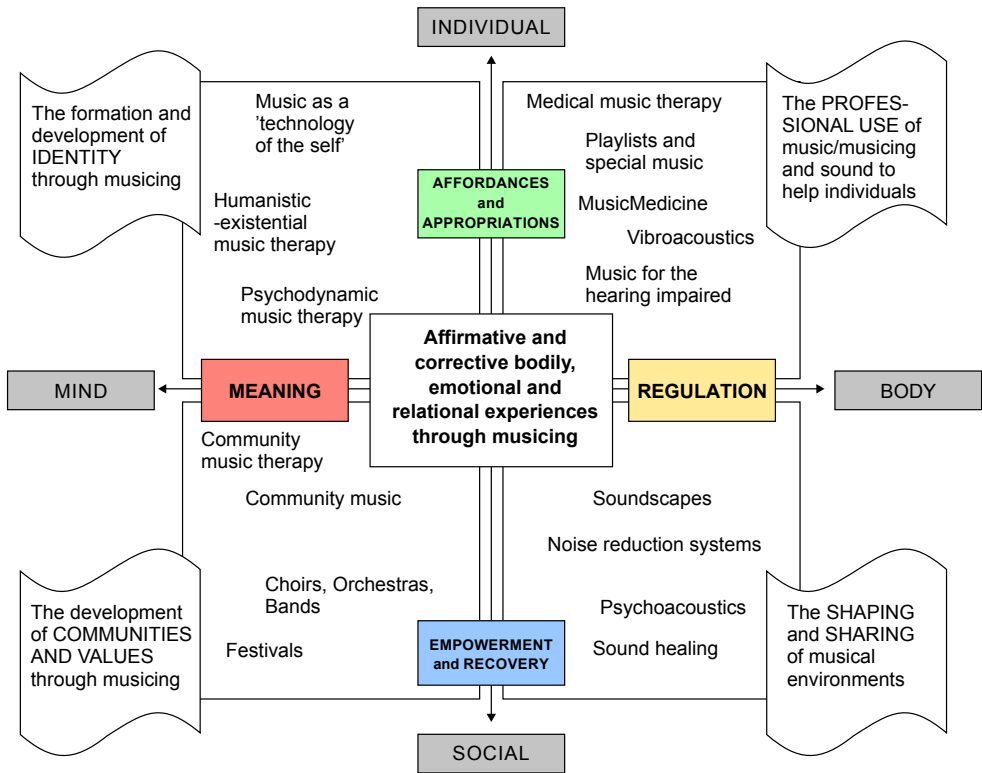 INDIVIDUAL
The formation and
development of
IDENTITY
through musicing
Music as a
’technology
of the self’
Humanistic
-existential
music therapy
Psychodynamic
music therapy
AFFORDANCES
and
APPROPRIATIONS
Medical music therapy
Playlists and
special music
MusicMedicine
Vibroacoustics
Music for the
hearing impaired
The PROFES-
SIONAL USE of
music/musicing
and sound to
help individuals
MIND
MEANING
Affirmative and
corrective bodily,
emotional and
relational experiences
through musicing
REGULATION
BODY
Community
music therapy
Community music
Choirs, Orchestras,
Bands
Festivals
The development
of COMMUNITIES
AND VALUES
through musicing
EMPOWERMENT
and RECOVERY
Soundscapes
Noise reduction systems
Psychoacoustics
Sound healing
The SHAPING
and SHARING
of musical
environments
SOCIAL